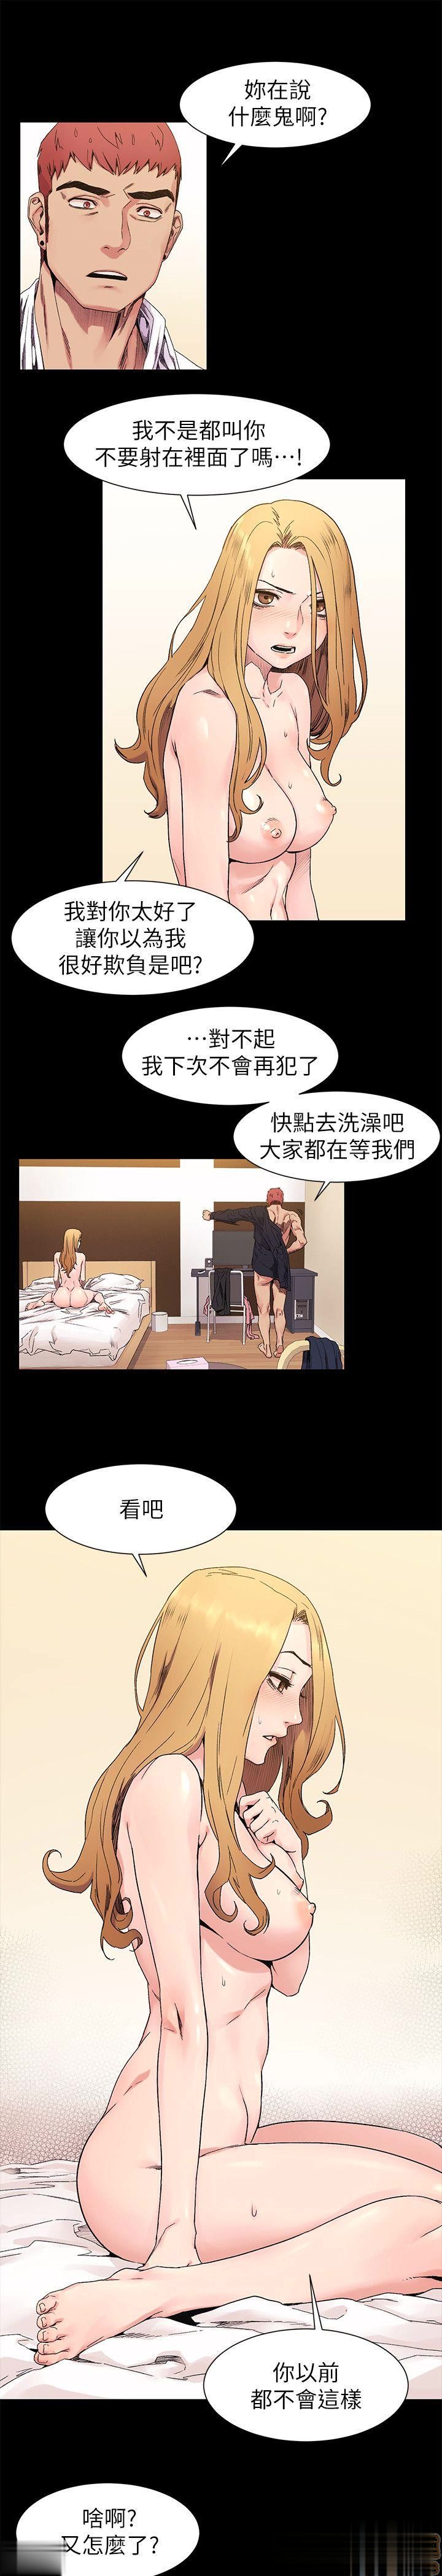 妳在說
什麼鬼啊?
我不是都叫你
不要射在裡面了嗎⋯!
我對你太好了
讓你以為我
很好欺負是吧?
⋯對不起
我下次不會再犯了
快點去洗澡吧
大家都在等我們
看吧
你以前
都不會這樣
啥啊?
又怎麼了?